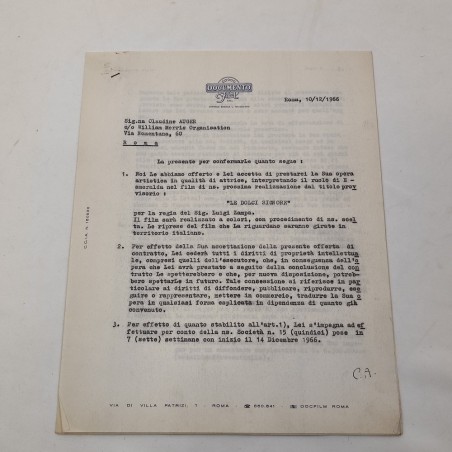 DOCUMENTO
Film
Roma, 10/12/1966
Sig.na Claudine AUGER
c/o William Morris Organisation
Via Nomentana, 60
R o m a
La presente per confermarLe quanto segue :
1. Noi Le abbiamo offerto e Lei accetta di prestarci la Sua opera
artistica in qualità di attrice, interpretando il ruolo di E-
smeralda nel film di ns. prossima realizzazione dal titolo prov
visorio :
"LE DOLCI SIGNORE"
per la regia del Sig. Luigi Zampa.
Il film sarà realizzato a colori, con procedimento di ns. scel
ta. Le riprese del film che La riguardano saranno girate in
territorio italiano.
2. Per effetto della Sua accettazione della presente offerta di
contratto, Lei cederà tutti i diritti di proprietà intellettua
le, compresi quelli dell'esecutore, che, in conseguenza dell'o
pera che Lei avrà prestato a seguito della conclusione del con
tratto Le spetterebbero e che, per nuova disposizione, potreb-
bero spettarLe in futuro. Tale cessazione si riferisce in par
ticolare ai diritti di diffondere, pubblicare, riprodurre, ese
guire o rappresentare, mettere in commercio, tradurre la Sua o
pera in qualsiasi forma esplicata in dipendenza di quanto già
convenuto.
3. Per effetto di quanto stabilito all'art.1), Lei s'impegna ad ef
fettuare per conto della ns. Società n. 15 (quindici) pose in
7 (sette) settimane con inizio il 14 Dicembre 1966.
C.A.
VIA DI VILLA PATRIZI, 7 - ROMA - ☎ 860.841 - DOCFILM ROMA